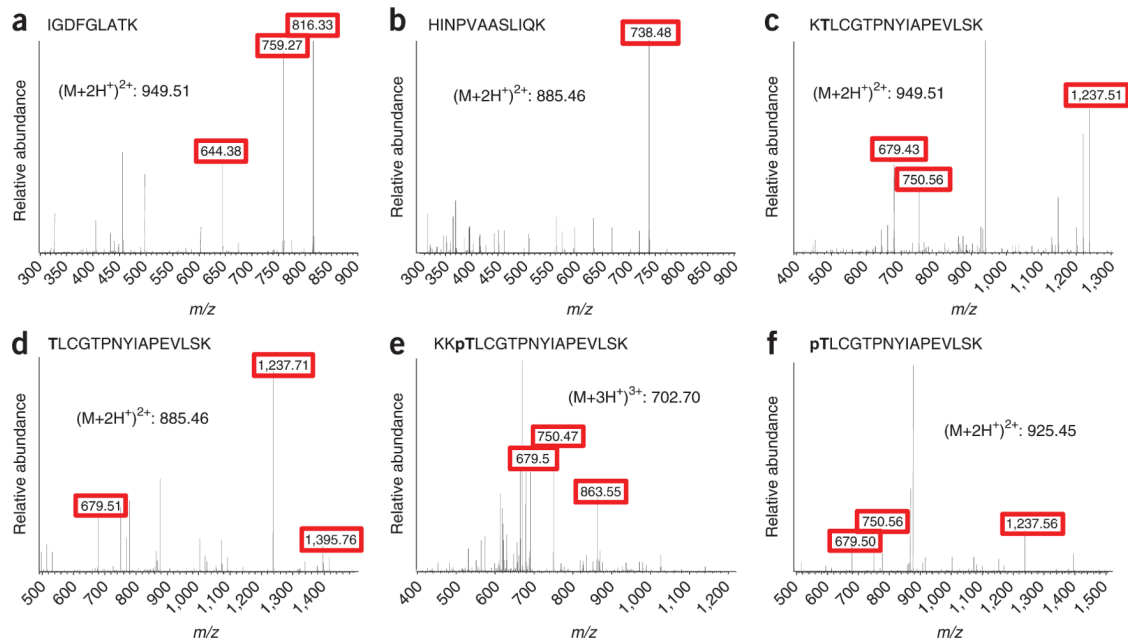 a IGDFGLATK
816.33
759.27
(M+2H⁺)²⁺: 949.51
644.38
Relative abundance
300 350 400 450 500 550 600 650 700 750 800 850 900
m/z
b HINPVAASLIQK
738.48
(M+2H⁺)²⁺: 885.46
Relative abundance
300 350 400 450 500 550 600 650 700 750 800 850 900
m/z
c KTLCGTPNYIAPEVLSK
(M+2H⁺)²⁺: 949.51
1,237.51
679.43
750.56
Relative abundance
400 500 600 700 800 900 1,000 1,100 1,200 1,300
m/z
d TLCGTPNYIAPEVLSK
1,237.71
(M+2H⁺)²⁺: 885.46
679.51
1,395.76
Relative abundance
500 600 700 800 900 1,000 1,100 1,200 1,300 1,400
m/z
e KKpTLCGTPNYIAPEVLSK
(M+3H⁺)³⁺: 702.70
750.47
679.5
863.55
Relative abundance
400 500 600 700 800 900 1,000 1,100 1,200
m/z
f pTLCGTPNYIAPEVLSK
(M+2H⁺)²⁺: 925.45
750.56
1,237.56
679.50
Relative abundance
500 600 700 800 900 1,000 1,100 1,200 1,300 1,400 1,500
m/z